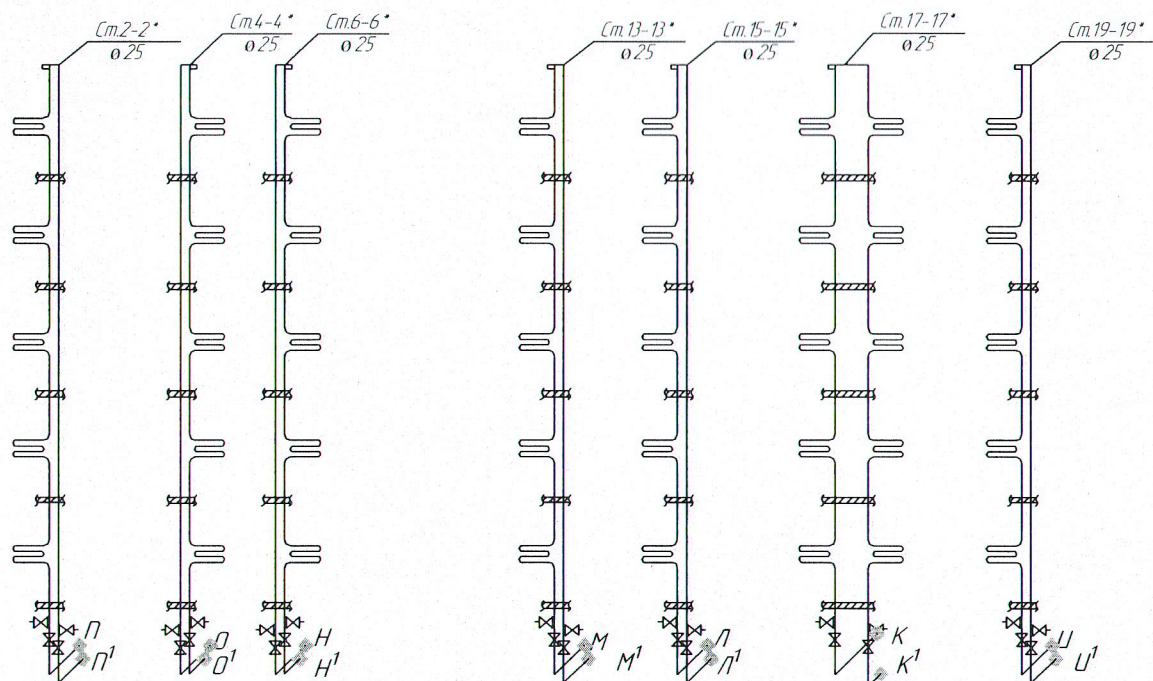 Ст.2-2*
ø25
Ст.4-4*
ø25
Ст.6-6*
ø25
Ст.13-13*
ø25
Ст.15-15*
ø25
Ст.17-17*
ø25
Ст.19-19*
ø25
П
П¹
О
О¹
Н
Н¹
М
М¹
Л
Л¹
К
К¹
И
И¹